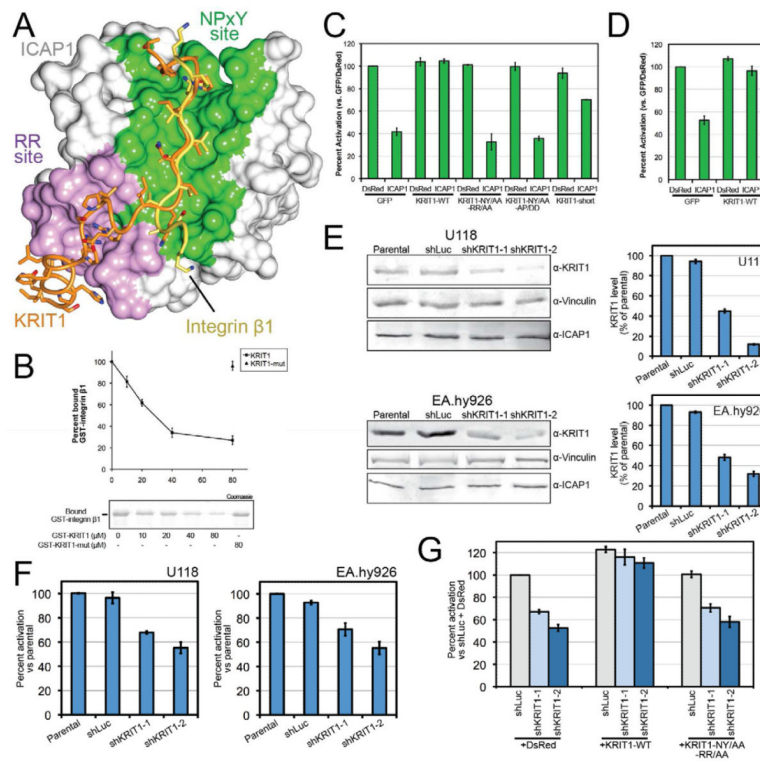 A
ICAP1
NPxY
site
RR
site
KRIT1
Integrin β1
B
Percent bound
GST-integrin β1
100
80
60
40
20
0
0 20 40 60 80
KRIT1
KRIT1-mut
Coomassie
Bound
GST-integrin β1
GST-KRIT1 (µM) 0 10 20 40 80 -
GST-KRIT1-mut (µM) - - - - - 80
C
Percent Activation (vs. GFP/DsRed)
120
100
80
60
40
20
0
DsRed ICAP1 DsRed ICAP1 DsRed ICAP1 DsRed ICAP1 DsRed ICAP1
GFP KRIT1-WT KRIT1-NY/AA
-RR/AA
KRIT1-NY/AA
-AP/DD
KRIT1-short
D
Percent Activation (vs. GFP/DsRed)
120
100
80
60
40
20
0
DsRed ICAP1 DsRed ICAP1
GFP KRIT1-WT
E
U118
Parental shLuc shKRIT1-1 shKRIT1-2
α-KRIT1
α-Vinculin
α-ICAP1
EA.hy926
Parental shLuc shKRIT1-1 shKRIT1-2
α-KRIT1
α-Vinculin
α-ICAP1
U11
KRIT1 level
(% of parental)
100
80
60
40
20
0
Parental shLuc shKRIT1-1 shKRIT1-2
EA.hy926
KRIT1 level
(% of parental)
100
80
60
40
20
0
Parental shLuc shKRIT1-1 shKRIT1-2
F
U118
Percent activation
vs parental
100
80
60
40
20
0
Parental shLuc shKRIT1-1 shKRIT1-2
EA.hy926
Percent activation
vs parental
100
80
60
40
20
0
Parental shLuc shKRIT1-1 shKRIT1-2
G
Percent activation
vs shLuc + DsRed
120
100
80
60
40
20
0
shLuc shKRIT1-1 shKRIT1-2 shLuc shKRIT1-1 shKRIT1-2 shLuc shKRIT1-1 shKRIT1-2
+DsRed +KRIT1-WT +KRIT1-NY/AA
-RR/AA